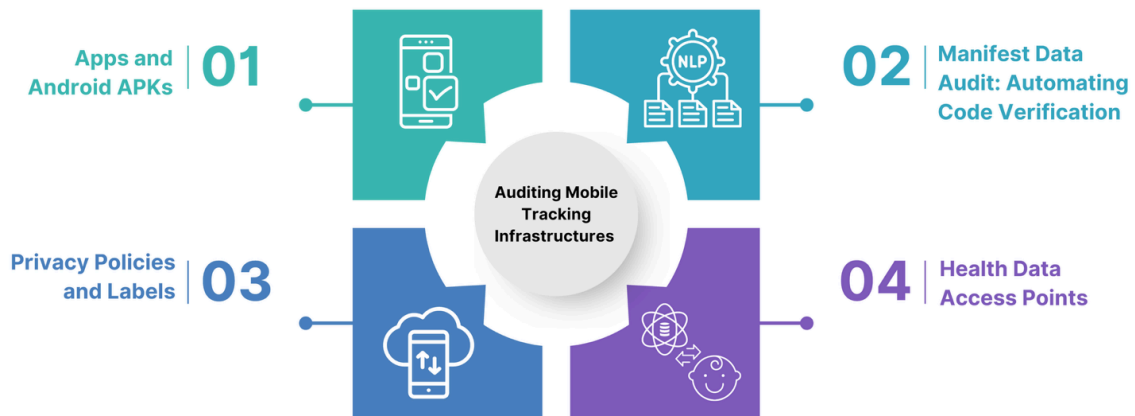 Apps and
Android APKs
01
02
Manifest Data
Audit: Automating
Code Verification
NLP
Auditing Mobile
Tracking
Infrastructures
Privacy Policies
and Labels
03
04
Health Data
Access Points